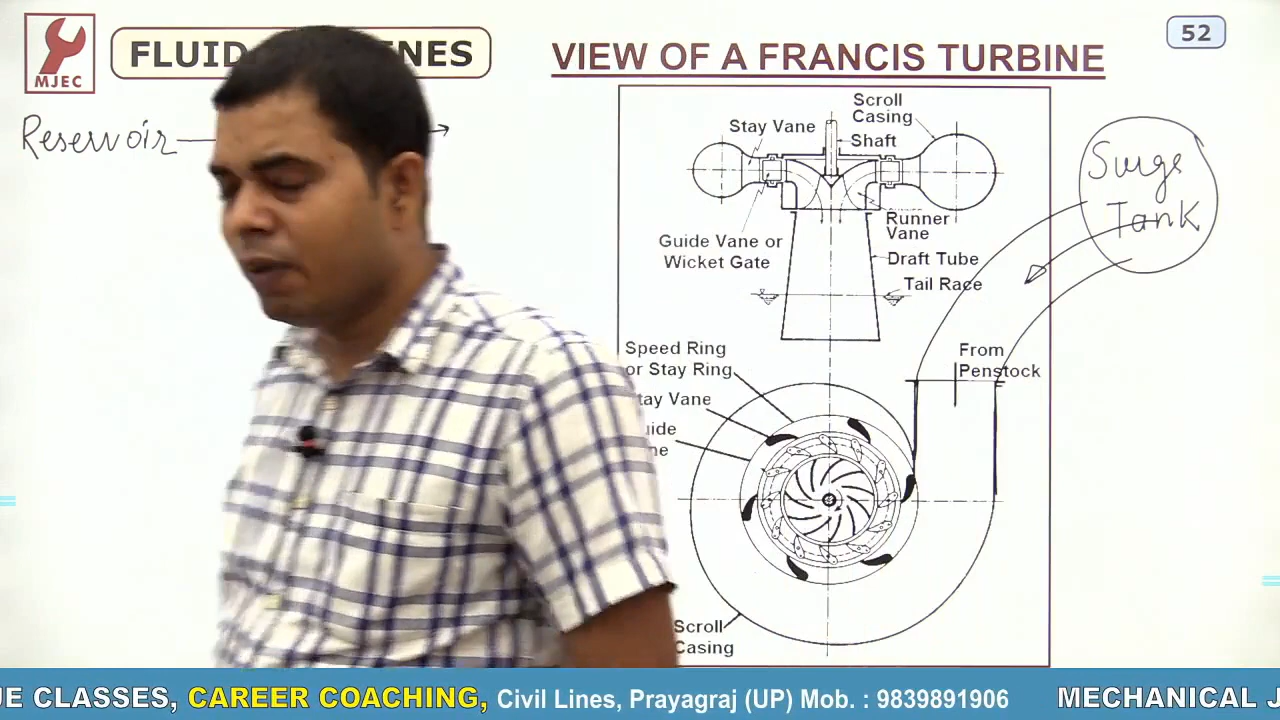 MJEC
FLUID
VIEW OF A FRANCIS TURBINE
52
Reservoir
Scroll
Casing
Stay Vane
Shaft
Surge
Tank
Runner
Vane
Guide Vane or
Wicket Gate
Draft Tube
Tail Race
Speed Ring
or Stay Ring
From
Penstock
tay Vane
uide
ne
Scroll
Casing
UE CLASSES, CAREER COACHING, Civil Lines, Prayagraj (UP) Mob. : 9839891906 MECHANICAL J